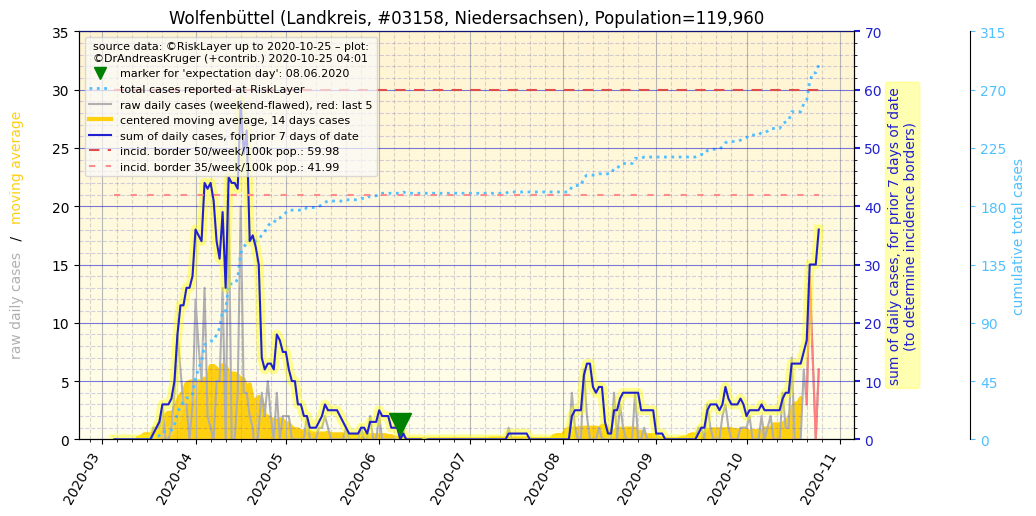 Wolfenbüttel (Landkreis, #03158, Niedersachsen), Population=119,960
source data: ©RiskLayer up to 2020-10-25 – plot:
©DrAndreasKruger (+contrib.) 2020-10-25 04:01
marker for 'expectation day': 08.06.2020
total cases reported at RiskLayer
raw daily cases (weekend-flawed), red: last 5
centered moving average, 14 days cases
sum of daily cases, for prior 7 days of date
incid. border 50/week/100k pop.: 59.98
incid. border 35/week/100k pop.: 41.99
raw daily cases / moving average
35
30
25
20
15
10
5
0
2020-03
2020-04
2020-05
2020-06
2020-07
2020-08
2020-09
2020-10
2020-11
70
60
50
40
30
20
10
0
sum of daily cases, for prior 7 days of date
(to determine incidence borders)
315
270
225
180
135
90
45
0
cumulative total cases